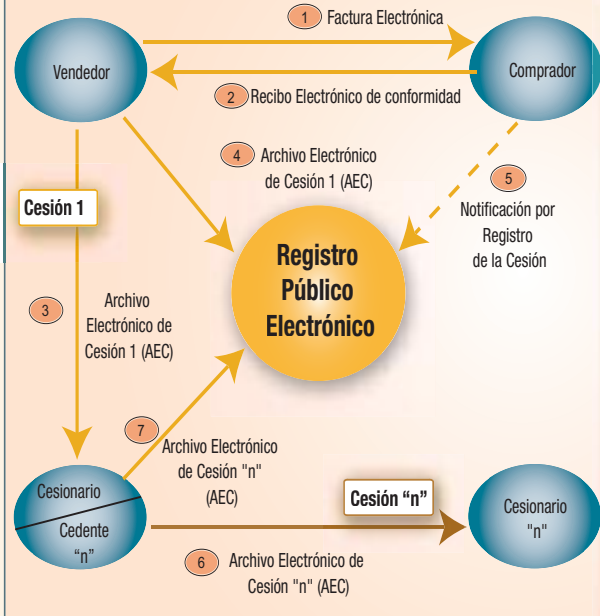 1 Factura Electrónica
Vendedor
Comprador
2 Recibo Electrónico de conformidad
4 Archivo Electrónico
de Cesión 1 (AEC)
5
Notificación por
Registro
de la Cesión
Cesión 1
Registro
Público
Electrónico
3
Archivo
Electrónico de
Cesión 1 (AEC)
7
Archivo Electrónico
de Cesión "n"
(AEC)
Cesionario
Cedente
“n”
Cesión “n”
Cesionario
"n"
6 Archivo Electrónico de
Cesión "n" (AEC)